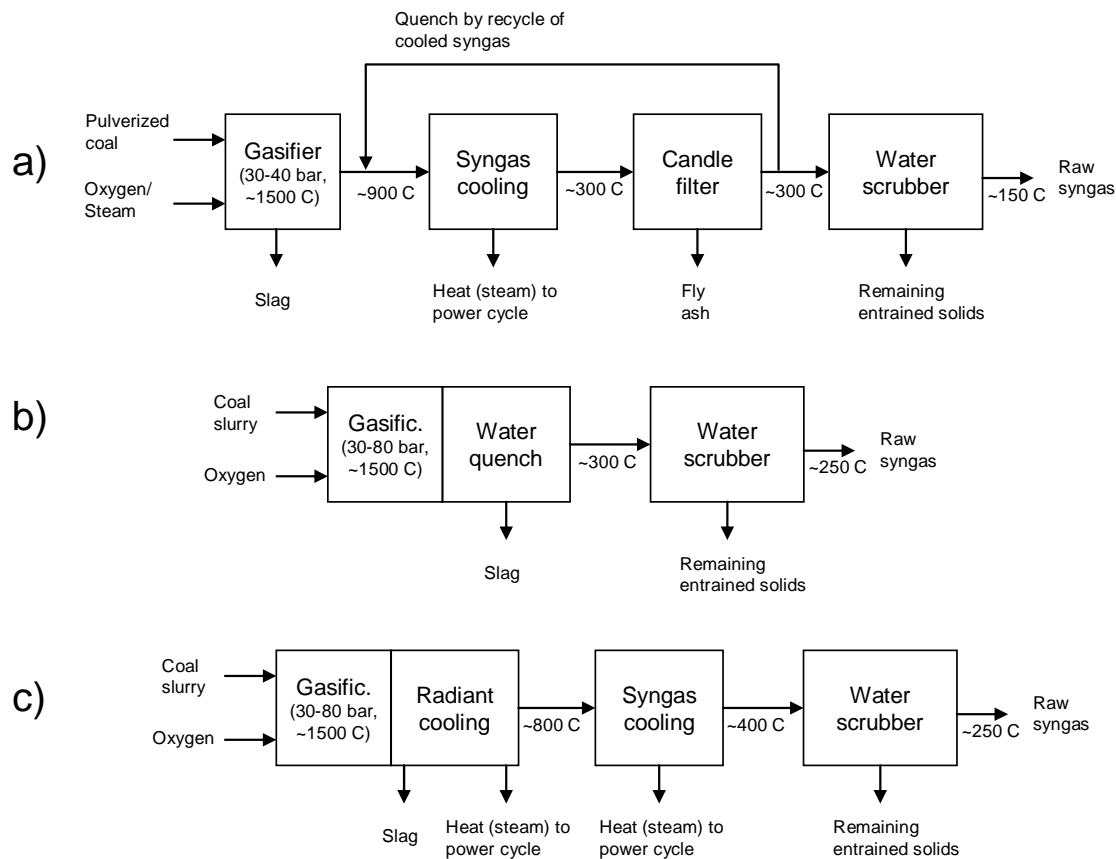 Quench by recycle of
cooled syngas
a)
Pulverized
coal
Oxygen/
Steam
Gasifier
(30-40 bar,
~1500 C)
~900 C
Syngas
cooling
~300 C
Candle
filter
~300 C
Water
scrubber
~150 C
Raw
syngas
Slag
Heat (steam) to
power cycle
Fly
ash
Remaining
entrained solids
b)
Coal
slurry
Oxygen
Gasific.
(30-80 bar,
~1500 C)
Water
quench
~300 C
Water
scrubber
~250 C
Raw
syngas
Slag
Remaining
entrained solids
c)
Coal
slurry
Oxygen
Gasific.
(30-80 bar,
~1500 C)
Radiant
cooling
~800 C
Syngas
cooling
~400 C
Water
scrubber
~250 C
Raw
syngas
Slag
Heat (steam) to
power cycle
Heat (steam) to
power cycle
Remaining
entrained solids